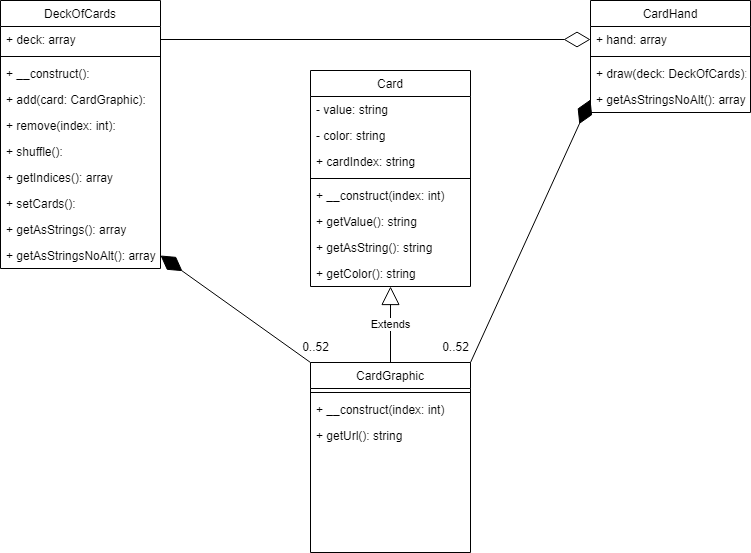 DeckOfCards
+ deck: array
+ __construct():
+ add(card: CardGraphic):
+ remove(index: int):
+ shuffle():
+ getIndices(): array
+ setCards():
+ getAsStrings(): array
+ getAsStringsNoAlt(): array
Card
- value: string
- color: string
+ cardIndex: string
+ __construct(index: int)
+ getValue(): string
+ getAsString(): string
+ getColor(): string
CardHand
+ hand: array
+ draw(deck: DeckOfCards):
+ getAsStringsNoAlt(): array
Extends
0..52
0..52
CardGraphic
+ __construct(index: int)
+ getUrl(): string